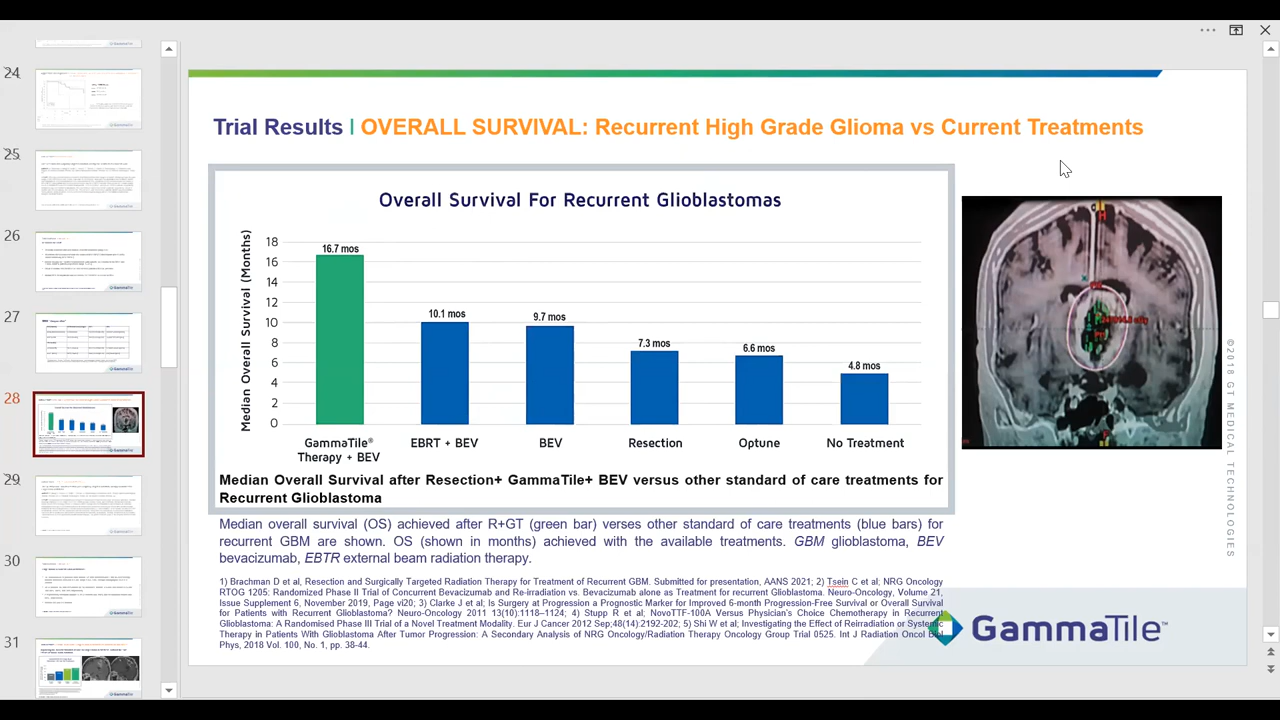 24
25
26
27
28
29
30
31
Trial Results | OVERALL SURVIVAL: Recurrent High Grade Glioma vs Current Treatments
Overall Survival For Recurrent Glioblastomas
Median Overall Survival (Months)
18
16
14
12
10
8
6
4
2
0
16.7 mos
10.1 mos
9.7 mos
7.3 mos
6.6 mos
4.8 mos
GammaTile®
Therapy + BEV
EBRT + BEV
BEV
Resection
Optune
No Treatment
Median Overall Survival after Resection+ GammaTile+ BEV versus other standard of care treatments for
Recurrent Glioblastoma
Median overall survival (OS) achieved after R+GT (green bar) verses other standard of care treatments (blue bars) for
recurrent GBM are shown. OS (shown in month) achieved with the available treatments. GBM glioblastoma, BEV
bevacizumab, EBTR external beam radiation therapy.
1) Brachman D et al, Resection and Surgically Targeted Radiation Therapy for Treatment of Recurrent GBM. Submitted for presentation, AANS 2020. 2) Tsien C et al, NRG Oncology,
RTOG 1205: Randomized Phase II Trial of Concurrent Bevacizumab and Re-irradiation vs. Bevacizumab alone as Treatment for recurrent Glioblastoma. Neuro-Oncology, Volume 21,
Issue Supplement 6, November 2019, Page vi20; 3) Clarke J et al Is Surgery at Progression a Prognostic Marker for Improved 6-month Progression-Free Survival or Overall Survival
for Patients with Recurrent Glioblastoma? Neuro-Oncology 2011 13(10):1118–1124; 4) Stupp R et al; NovoTTF-100A Versus Physician's Choice Chemotherapy in Recurrent
Glioblastoma: A Randomised Phase III Trial of a Novel Treatment Modality. Eur J Cancer 2012 Sep;48(14):2192-202; 5) Shi W et al; Investigating the Effect of Reirradiation or Systemic
Therapy in Patients With Glioblastoma After Tumor Progression: A Secondary Analysis of NRG Oncology/Radiation Therapy Oncology Group Trial 0525. Int J Radiation Oncol Biol
Phys, 2018 Vol. 100, No. 1, pp. 38-44.
©2018 GT MEDICAL TECHNOLOGIES
GammaTile™